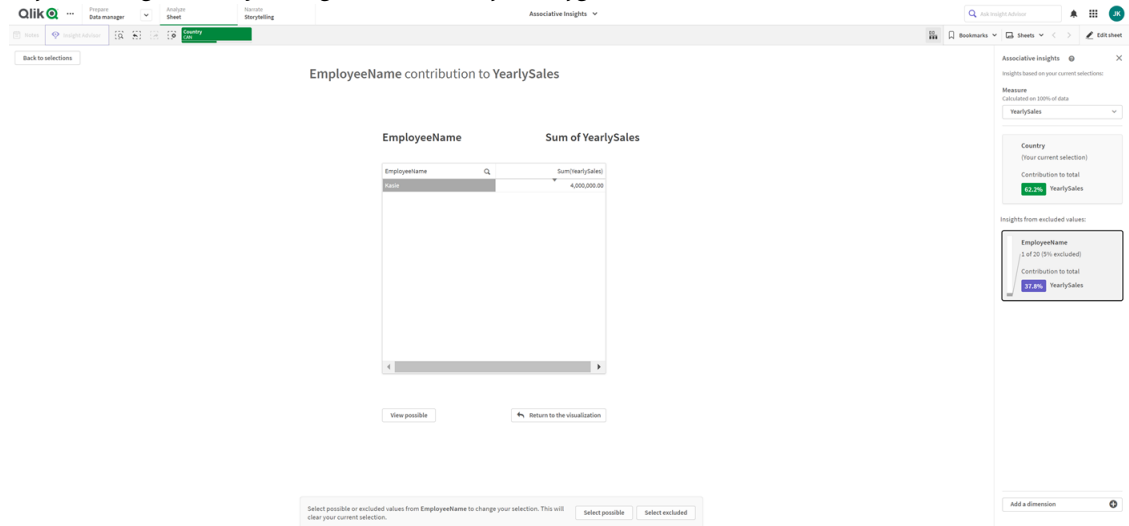 Qlik
Prepare
Data manager
Analyze
Sheet
Narrate
Storytelling
Associative Insights
Ask Insight Advisor
JK
Notes
Insight Advisor
Country
CAN
Bookmarks
Sheets
Edit sheet
Back to selections
EmployeeName contribution to YearlySales
EmployeeName
Sum of YearlySales
EmployeeName
Sum(YearlySales)
Kasie
4,000,000.00
View possible
Return to the visualization
Select possible or excluded values from EmployeeName to change your selection. This will
clear your current selection.
Select possible
Select excluded
Associative insights
Insights based on your current selections:
Measure
Calculated on 100% of data
YearlySales
Country
(Your current selection)
Contribution to total
62.2% YearlySales
Insights from excluded values:
EmployeeName
1 of 20 (5% excluded)
Contribution to total
37.8% YearlySales
Add a dimension